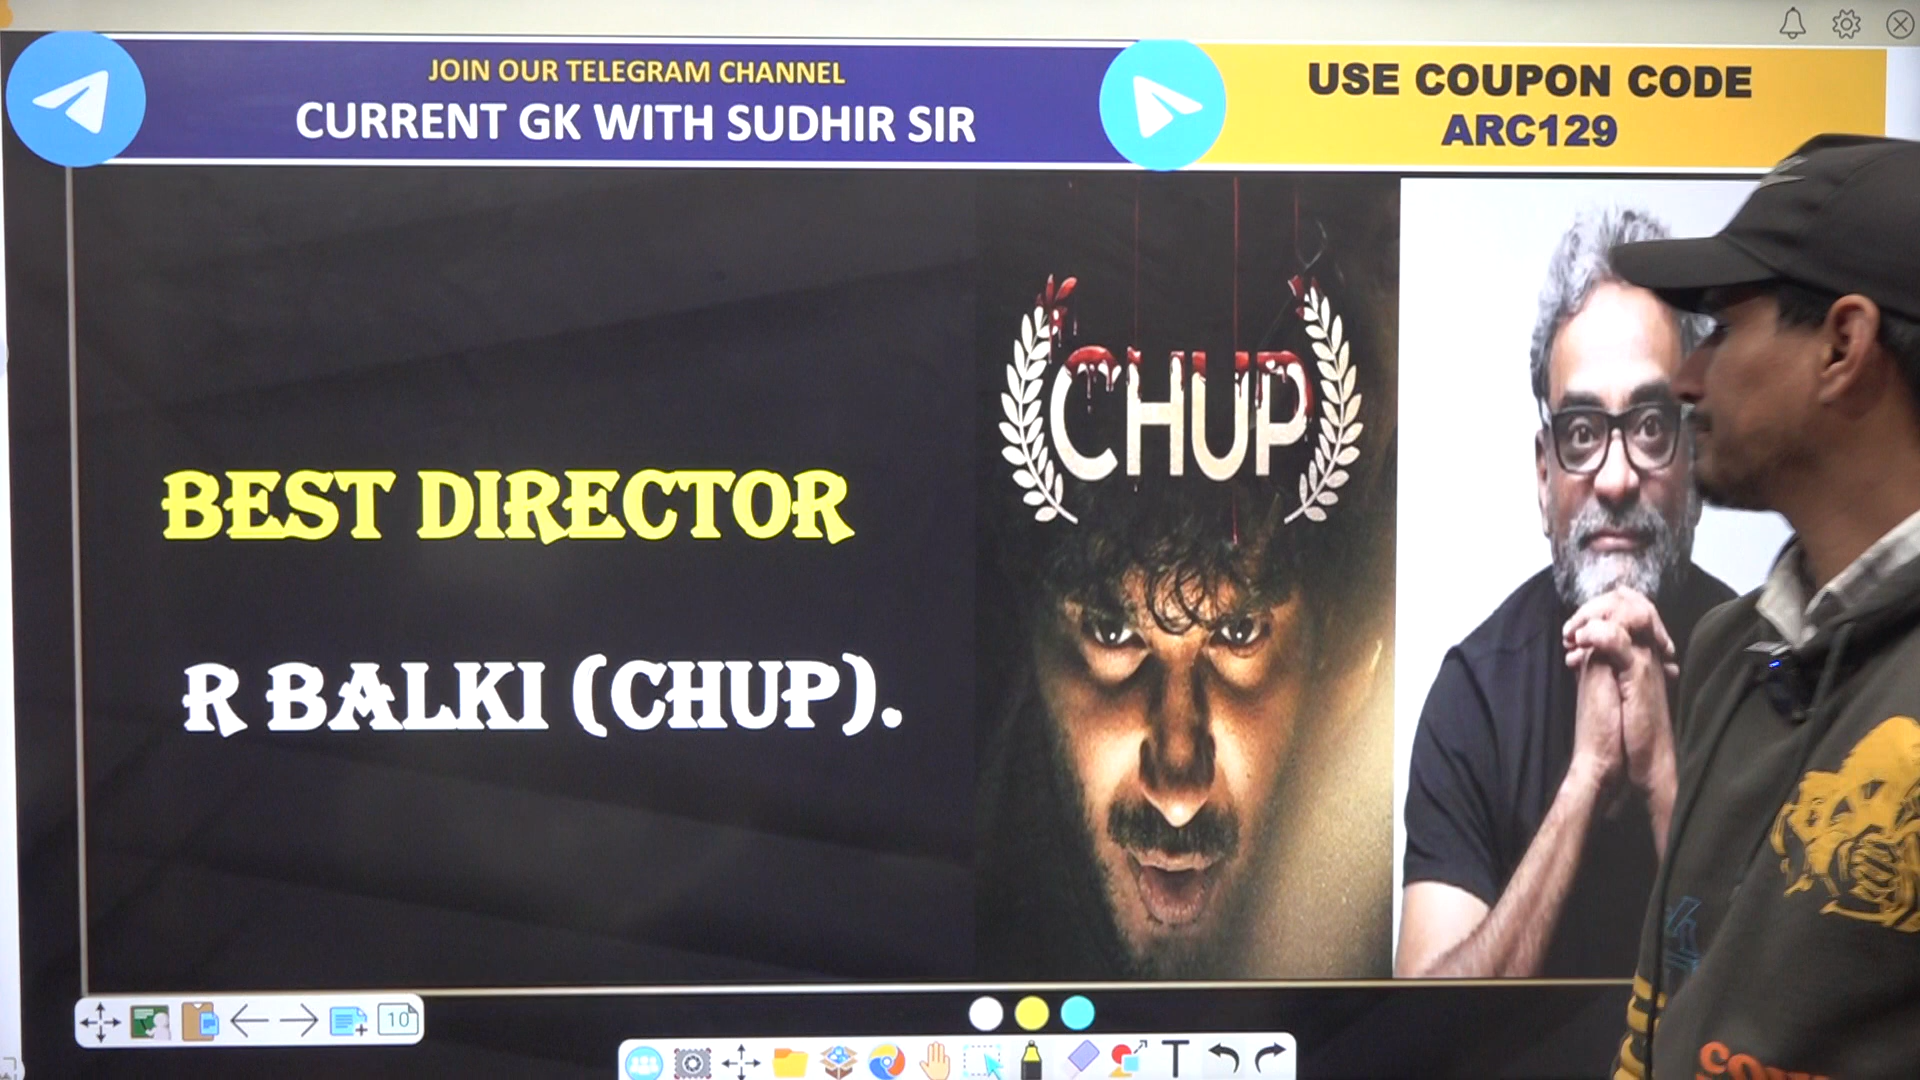 JOIN OUR TELEGRAM CHANNEL
CURRENT GK WITH SUDHIR SIR
USE COUPON CODE
ARC129
CHUP
BEST DIRECTOR
R BALKI (CHUP).
10
T